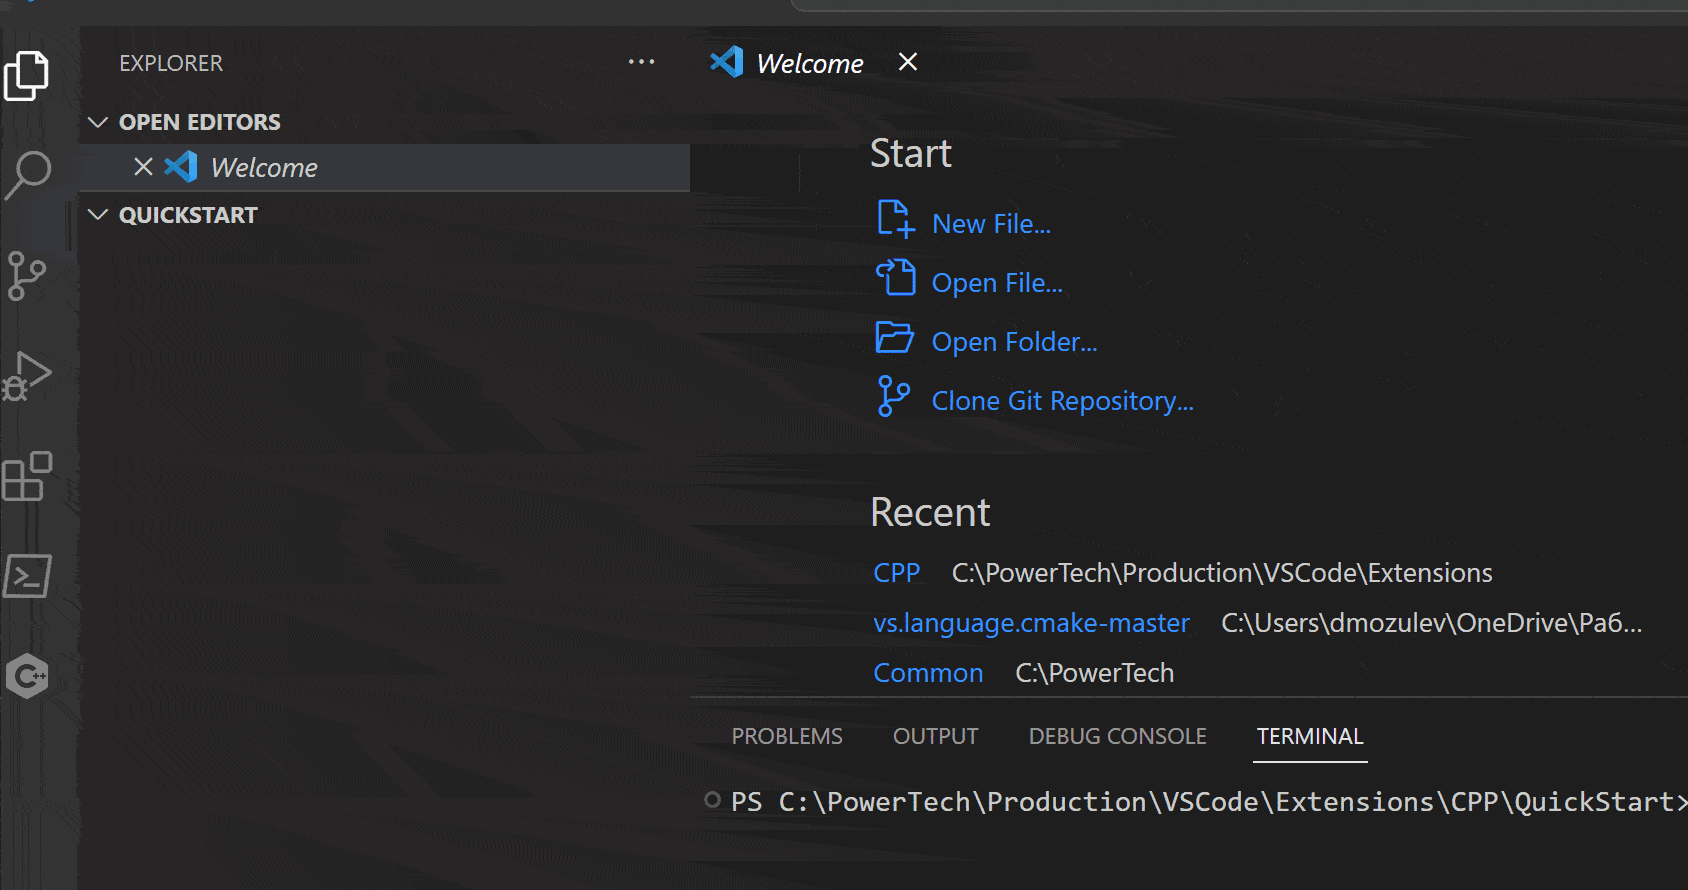 EXPLORER
OPEN EDITORS
Welcome
QUICKSTART
Welcome
Start
New File...
Open File...
Open Folder...
Clone Git Repository...
Recent
CPP C:\PowerTech\Production\VSCode\Extensions
vs.language.cmake-master C:\Users\dmozulev\OneDrive\Раб...
Common C:\PowerTech
PROBLEMS OUTPUT DEBUG CONSOLE TERMINAL
PS C:\PowerTech\Production\VSCode\Extensions\CPP\QuickStart>